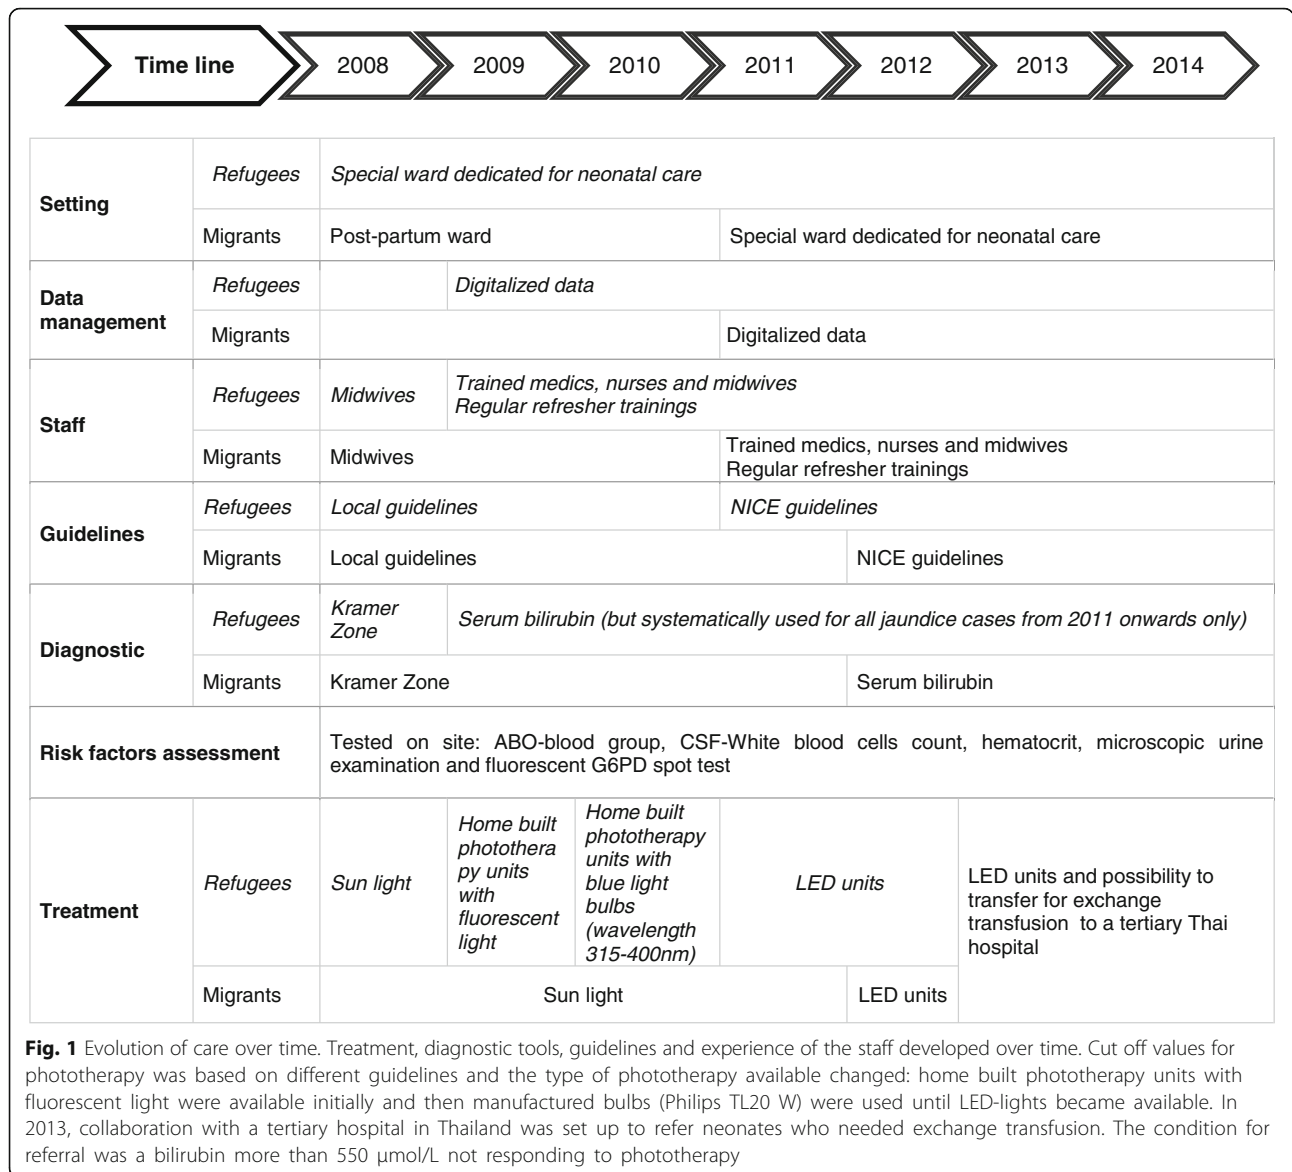 Time line 2008 2009 2010 2011 2012 2013 2014
Setting
Refugees
Special ward dedicated for neonatal care
Migrants
Post-partum ward
Special ward dedicated for neonatal care
Data
management
Refugees
Digitalized data
Migrants
Digitalized data
Staff
Refugees
Midwives
Trained medics, nurses and midwives
Regular refresher trainings
Migrants
Midwives
Trained medics, nurses and midwives
Regular refresher trainings
Guidelines
Refugees
Local guidelines
NICE guidelines
Migrants
Local guidelines
NICE guidelines
Diagnostic
Refugees
Kramer
Zone
Serum bilirubin (but systematically used for all jaundice cases from 2011 onwards only)
Migrants
Kramer Zone
Serum bilirubin
Risk factors assessment
Tested on site: ABO-blood group, CSF-White blood cells count, hematocrit, microscopic urine
examination and fluorescent G6PD spot test
Treatment
Refugees
Sun light
Home built
photothera
py units
with
fluorescent
light
Home built
phototherapy
units with
blue light
bulbs
(wavelength
315-400nm)
LED units
LED units and possibility to
transfer for exchange
transfusion to a tertiary Thai
hospital
Migrants
Sun light
LED units
Fig. 1 Evolution of care over time. Treatment, diagnostic tools, guidelines and experience of the staff developed over time. Cut off values for
phototherapy was based on different guidelines and the type of phototherapy available changed: home built phototherapy units with
fluorescent light were available initially and then manufactured bulbs (Philips TL20 W) were used until LED-lights became available. In
2013, collaboration with a tertiary hospital in Thailand was set up to refer neonates who needed exchange transfusion. The condition for
referral was a bilirubin more than 550 μmol/L not responding to phototherapy